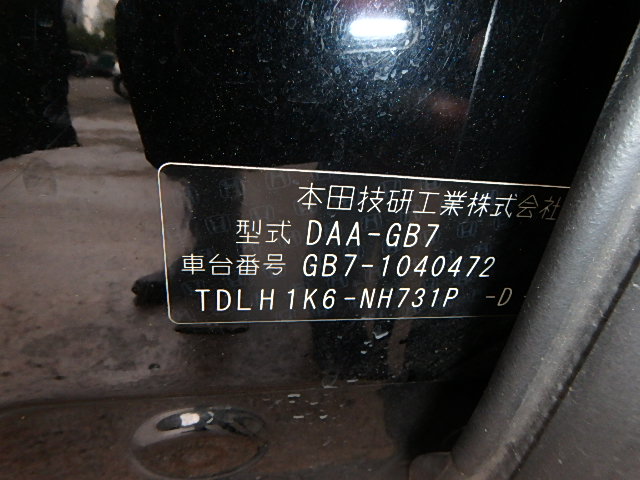 本田技研工業株式会社
型式 DAA-GB7
車台番号 GB7-1040472
TDLH1K6-NH731P -D